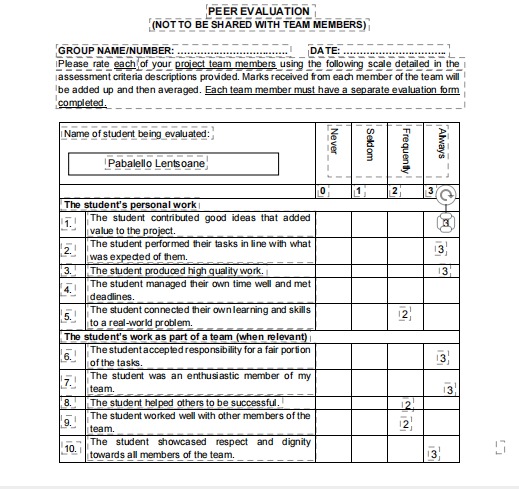 PEER EVALUATION
(NOT TO BE SHARED WITH TEAM MEMBERS)
GROUP NAME/NUMBER: ………………………….. DATE: …………………………..
Please rate each of your project team members using the following scale detailed in the
assessment criteria descriptions provided. Marks received from each member of the team will
be added up and then averaged. Each team member must have a separate evaluation form
completed.
Name of student being evaluated:
Pabalello Lentsoane
Never
Seldom
Frequently
Always
0 1 2 3
The student's personal work
1. The student contributed good ideas that added
value to the project. 3
2. The student performed their tasks in line with what
was expected of them. 3
3. The student produced high quality work. 3
4. The student managed their own time well and met
deadlines.
5. The student connected their own learning and skills
to a real-world problem. 2
The student's work as part of a team (when relevant)
6. The student accepted responsibility for a fair portion
of the tasks. 3
7. The student was an enthusiastic member of my
team. 3
8. The student helped others to be successful. 2
9. The student worked well with other members of the
team. 2
10. The student showcased respect and dignity
towards all members of the team. 3